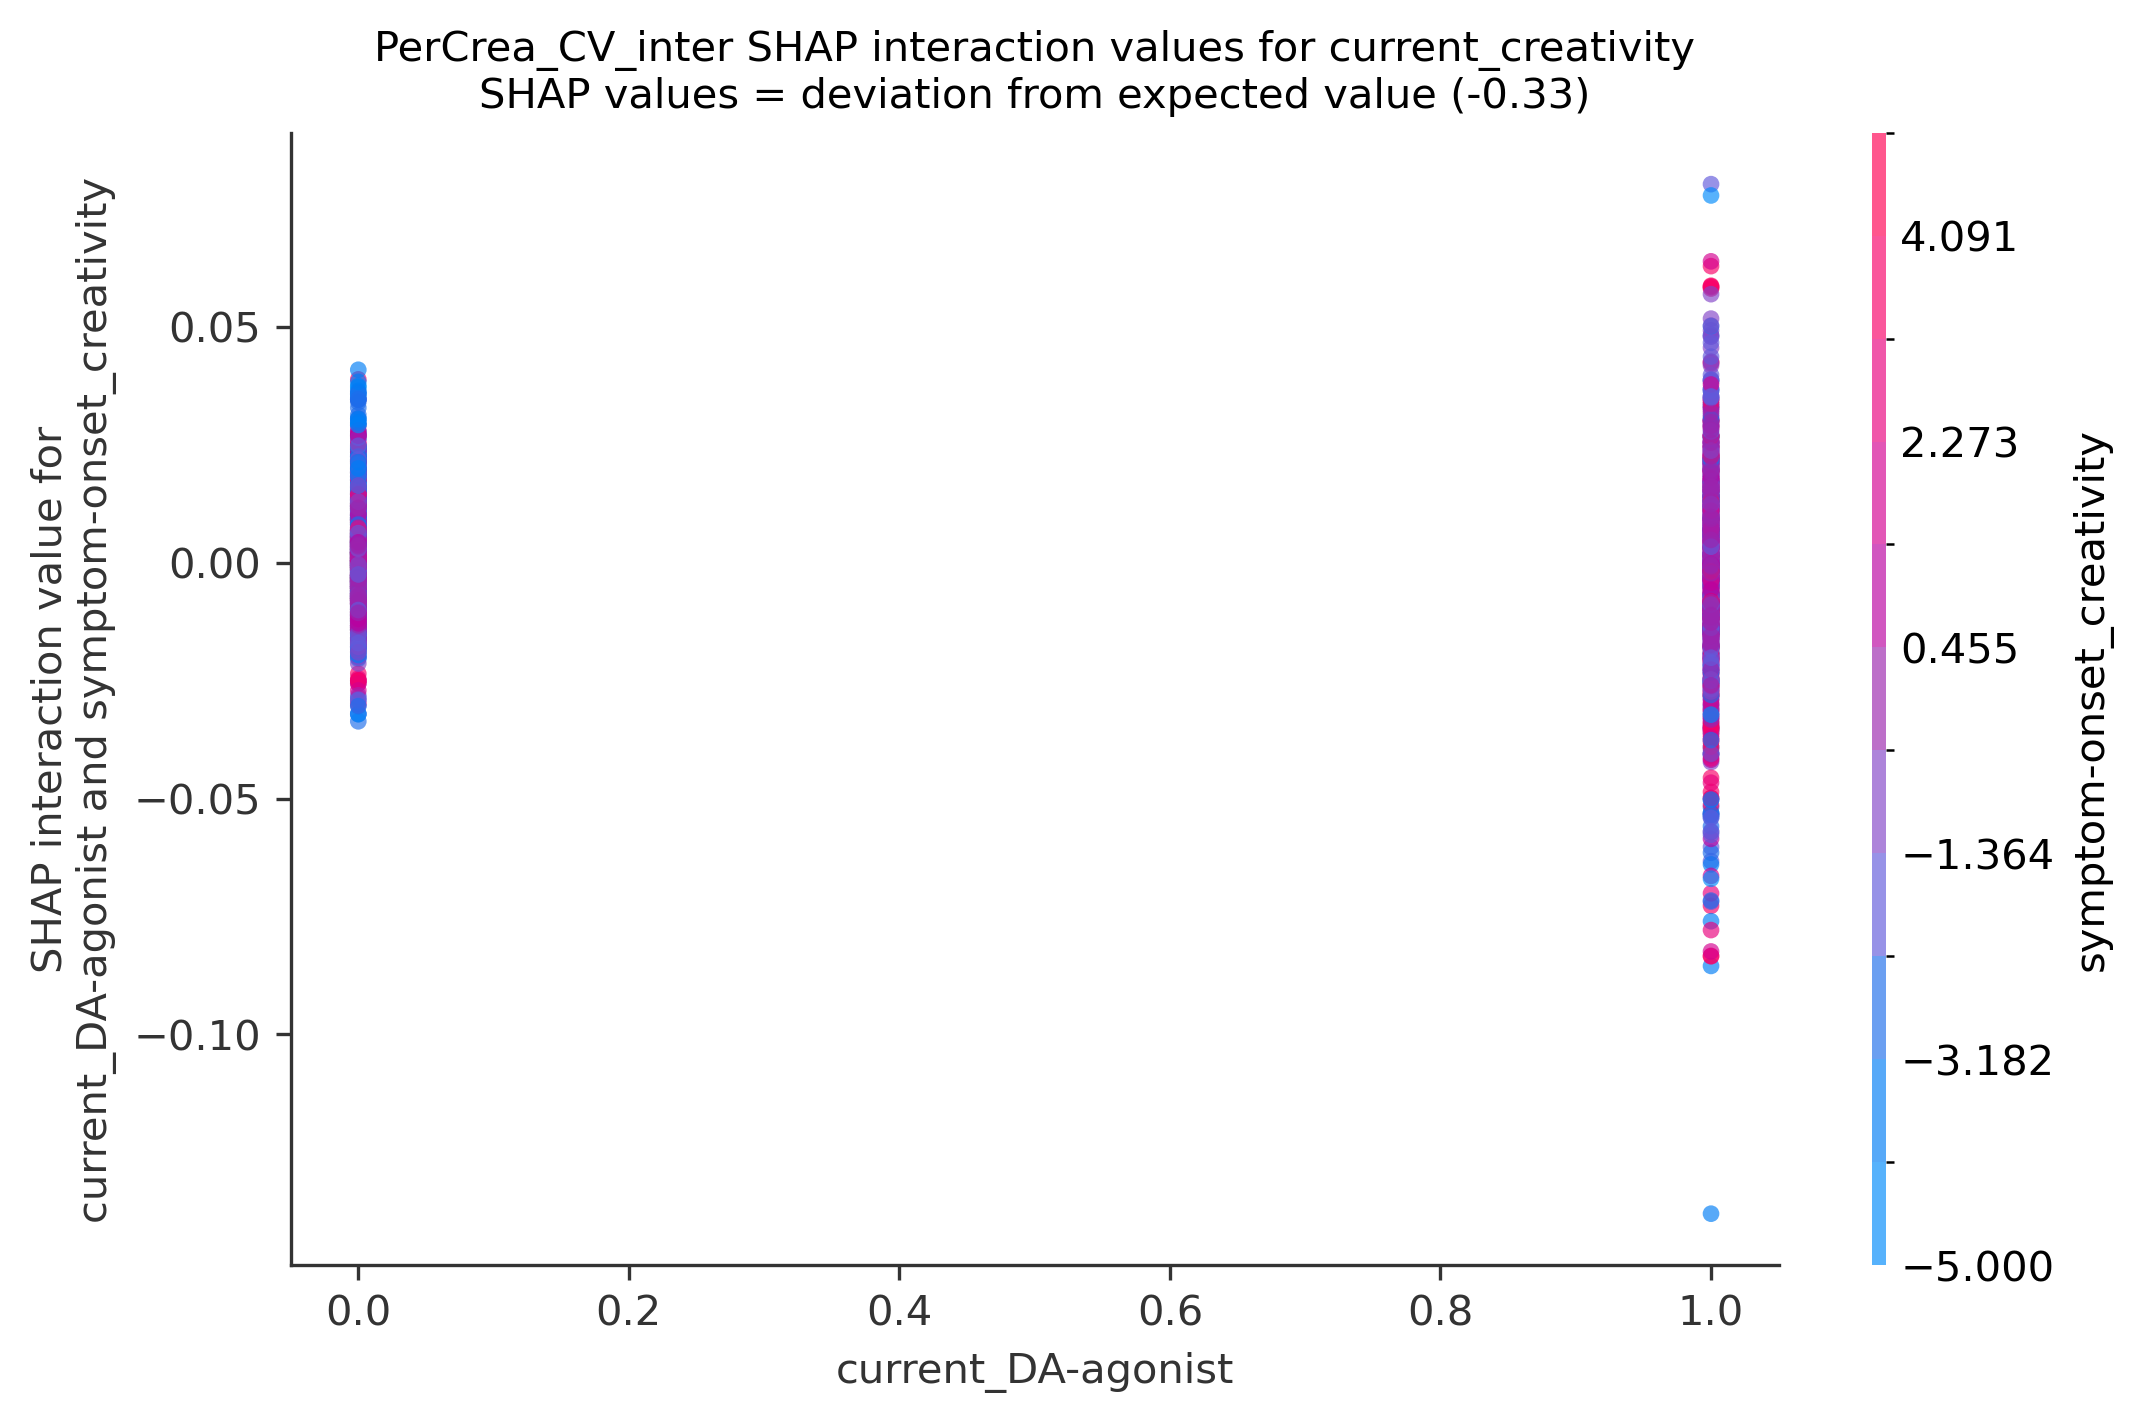 PerCrea_CV_inter SHAP interaction values for current_creativity
SHAP values = deviation from expected value (-0.33)
SHAP interaction value for
current_DA-agonist and symptom-onset_creativity
0.05
0.00
−0.05
−0.10
0.0
0.2
0.4
0.6
0.8
1.0
current_DA-agonist
4.091
2.273
0.455
−1.364
−3.182
−5.000
symptom-onset_creativity